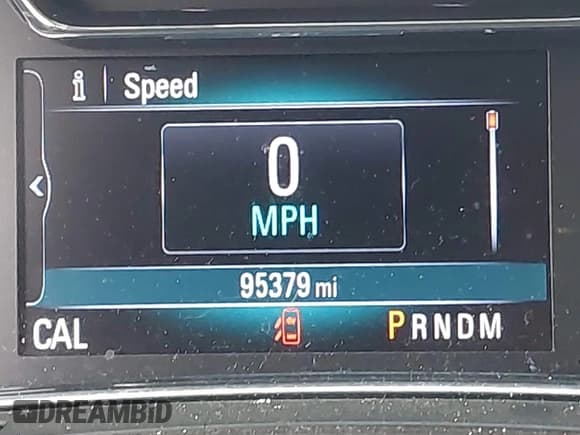 i Speed
0
MPH
95379 mi
CAL
PRNDM
DREAMBID